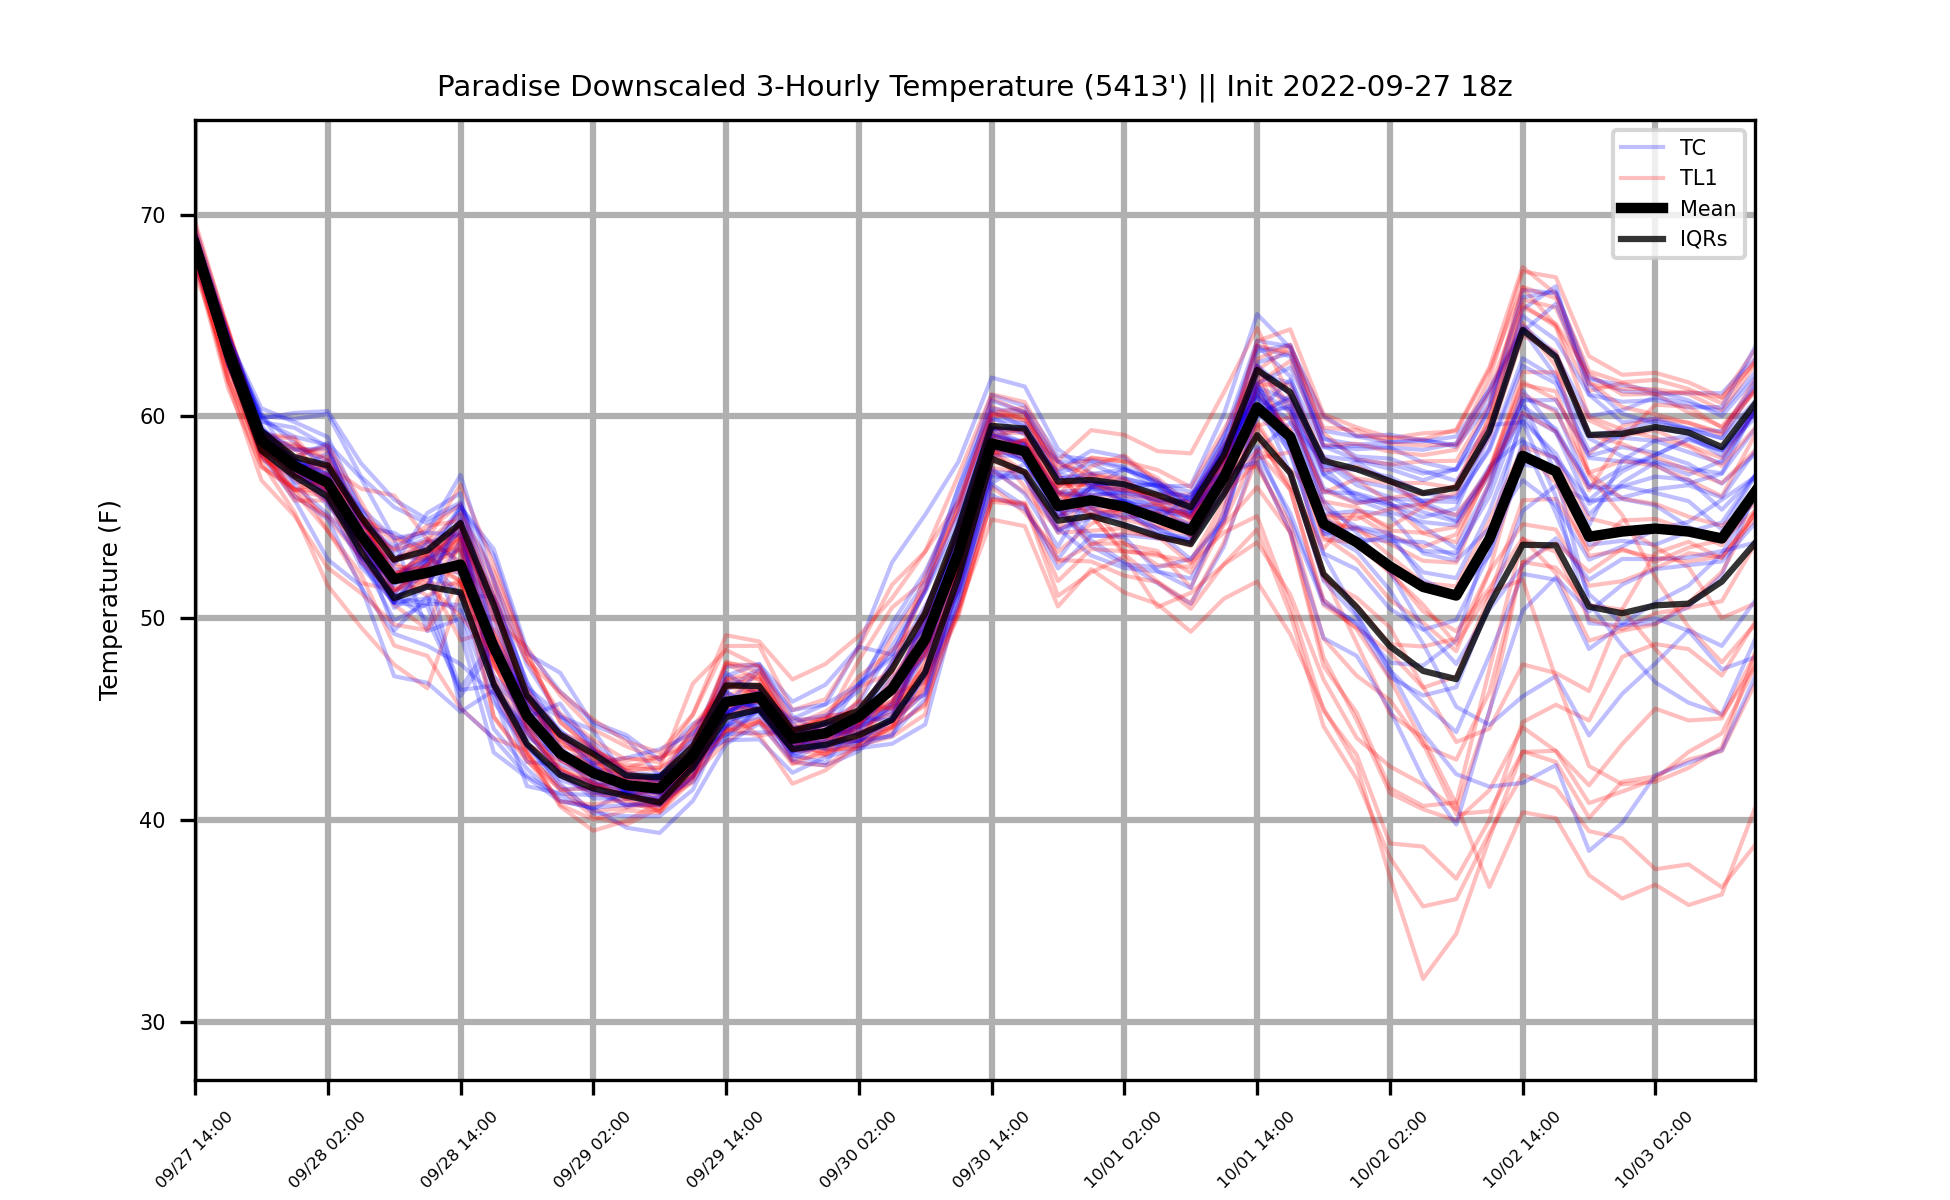 Paradise Downscaled 3-Hourly Temperature (5413') || Init 2022-09-27 18z
TC
TL1
Mean
IQRs
Temperature (F)
70
60
50
40
30
09/27 14:00
09/28 02:00
09/28 14:00
09/29 02:00
09/29 14:00
09/30 02:00
09/30 14:00
10/01 02:00
10/01 14:00
10/02 02:00
10/02 14:00
10/03 02:00